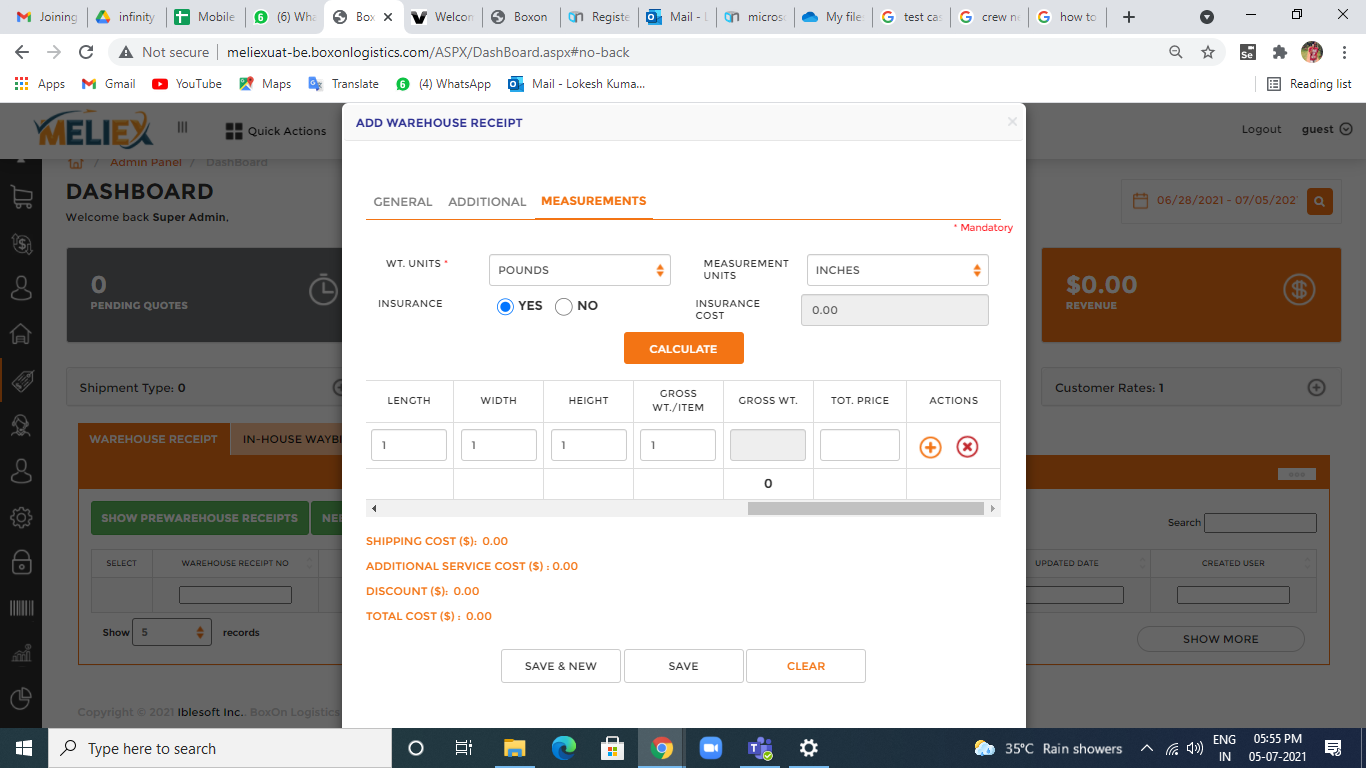 Joining
infinity
Mobile
(6) Wha
Box
Welcom
Boxon
Registe
Mail - L
micros
My file
test cas
crew n
how to
Not secure
meliexuat-be.boxonlogistics.com/ASPX/DashBoard.aspx#no-back
Apps
Gmail
YouTube
Maps
Translate
(4) WhatsApp
Mail - Lokesh Kuma...
Reading list
MELIEX
Quick Actions
ADD WAREHOUSE RECEIPT
Logout
guest
/ Admin Panel / DashBoard
DASHBOARD
Welcome back Super Admin,
06/28/2021 - 07/05/202
GENERAL
ADDITIONAL
MEASUREMENTS
* Mandatory
0
PENDING QUOTES
$0.00
REVENUE
WT. UNITS *
POUNDS
MEASUREMENT UNITS
INCHES
INSURANCE
YES
NO
INSURANCE COST
0.00
CALCULATE
Shipment Type: 0
Customer Rates: 1
LENGTH
WIDTH
HEIGHT
GROSS WT./ITEM
GROSS WT.
TOT. PRICE
ACTIONS
1
1
1
1
0
WAREHOUSE RECEIPT
IN-HOUSE WAYB
SHOW PREWAREHOUSE RECEIPTS
NEE
Search
SHIPPING COST ($): 0.00
ADDITIONAL SERVICE COST ($) : 0.00
DISCOUNT ($): 0.00
TOTAL COST ($) : 0.00
SELECT
WAREHOUSE RECEIPT NO
UPDATED DATE
CREATED USER
Show
5
records
SHOW MORE
SAVE & NEW
SAVE
CLEAR
Copyright © 2021 Iblesoft Inc.. BoxOn Logistics
Type here to search
35°C Rain showers
ENG
IN
05:55 PM
05-07-2021